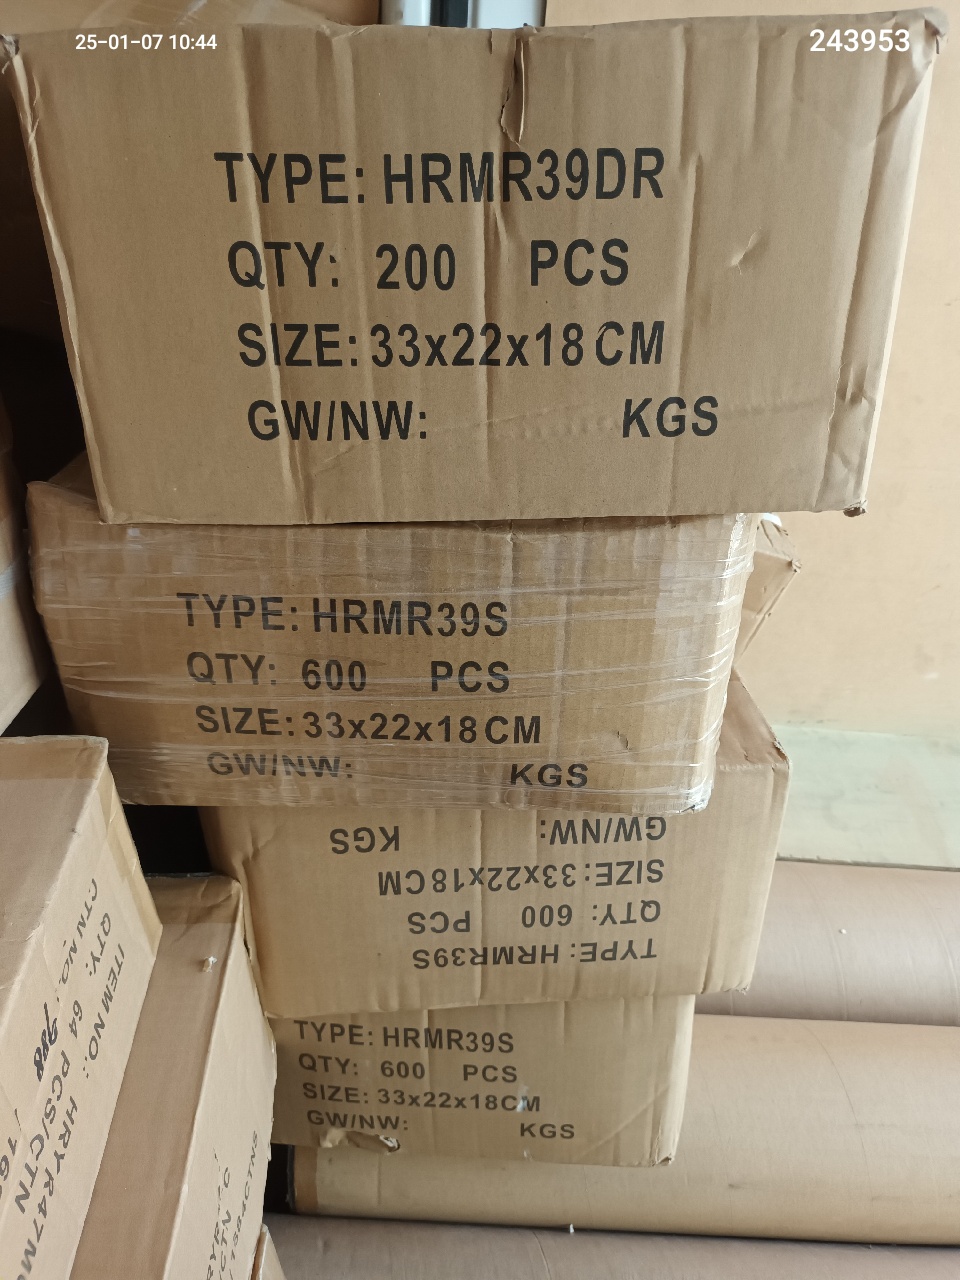 25-01-07 10:44
243953
TYPE: HRMR39DR
QTY: 200 PCS
SIZE: 33x22x18CM
GW/NW: KGS
TYPE: HRMR39S
QTY: 600 PCS
SIZE: 33x22x18CM
GW/NW: KGS
TYPE: HRMR39S
QTY: 600 PCS
SIZE: 33x22x18CM
GW/NW: KGS
TYPE: HRMR39S
QTY: 600 PCS
SIZE: 33x22x18CM
GW/NW: KGS
ITEM NO.: HRYR47M
QTY: 64 PCS/CTN
CTN NO.: